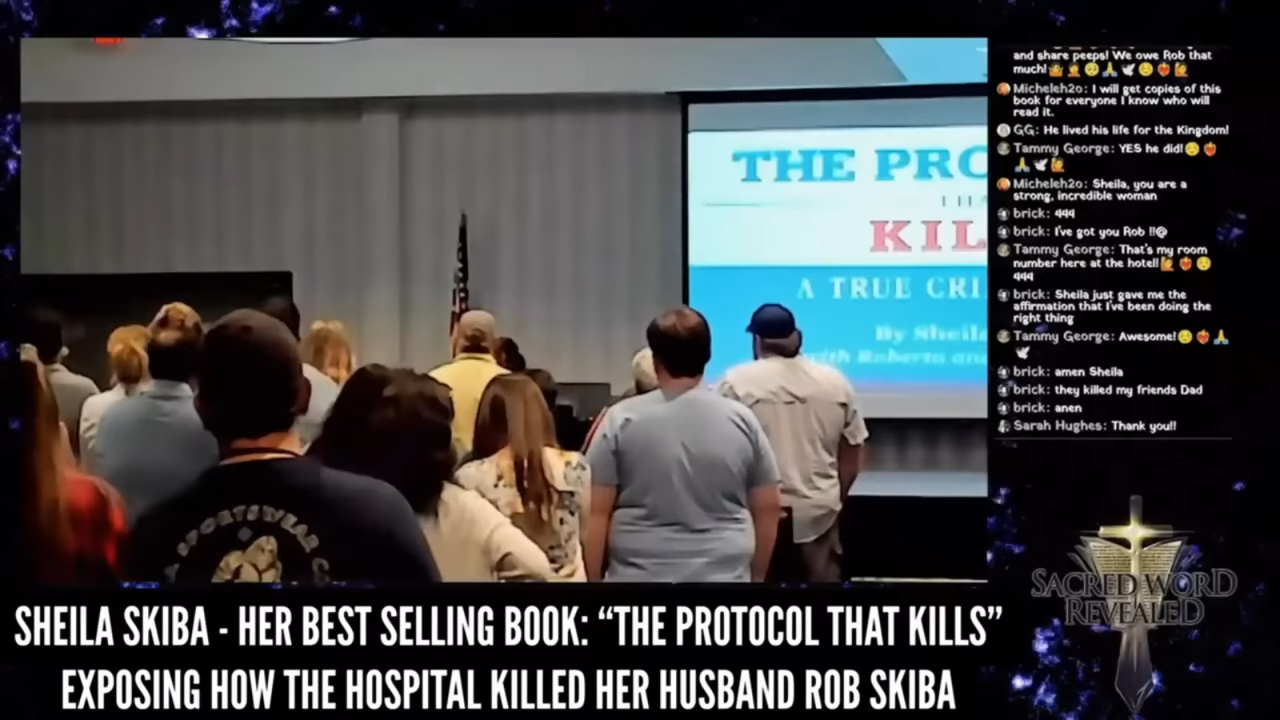 THE PRO
THA
KIL
A TRUE CRI
By Sheila
with Roberta and
SPORTSWEAR C
and share peeps! We owe Rob that
much!
Micheleh2o: I will get copies of this
book for everyone I know who will
read it.
GG: He lived his life for the Kingdom!
Tammy George: YES he did!
Micheleh2o: Sheila, you are a
strong, incredible woman
brick: 444
brick: I've got you Rob !!@
Tammy George: That's my room
number here at the hotel!
444
brick: Sheila just gave me the
affirmation that I've been doing the
right thing
Tammy George: Awesome!
brick: amen Sheila
brick: they killed my friends Dad
brick: anen
Sarah Hughes: Thank you!!
SACRED WORD
REVEALED
SHEILA SKIBA - HER BEST SELLING BOOK: “THE PROTOCOL THAT KILLS”
EXPOSING HOW THE HOSPITAL KILLED HER HUSBAND ROB SKIBA